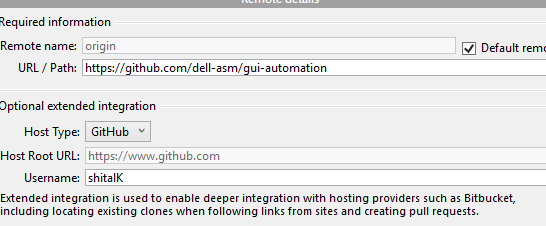 Remote details
Required information
Remote name: origin Default remo
URL / Path: https://github.com/dell-asm/gui-automation
Optional extended integration
Host Type: GitHub
Host Root URL: https://www.github.com
Username: shitalK
Extended integration is used to enable deeper integration with hosting providers such as Bitbucket,
including locating existing clones when following links from sites and creating pull requests.